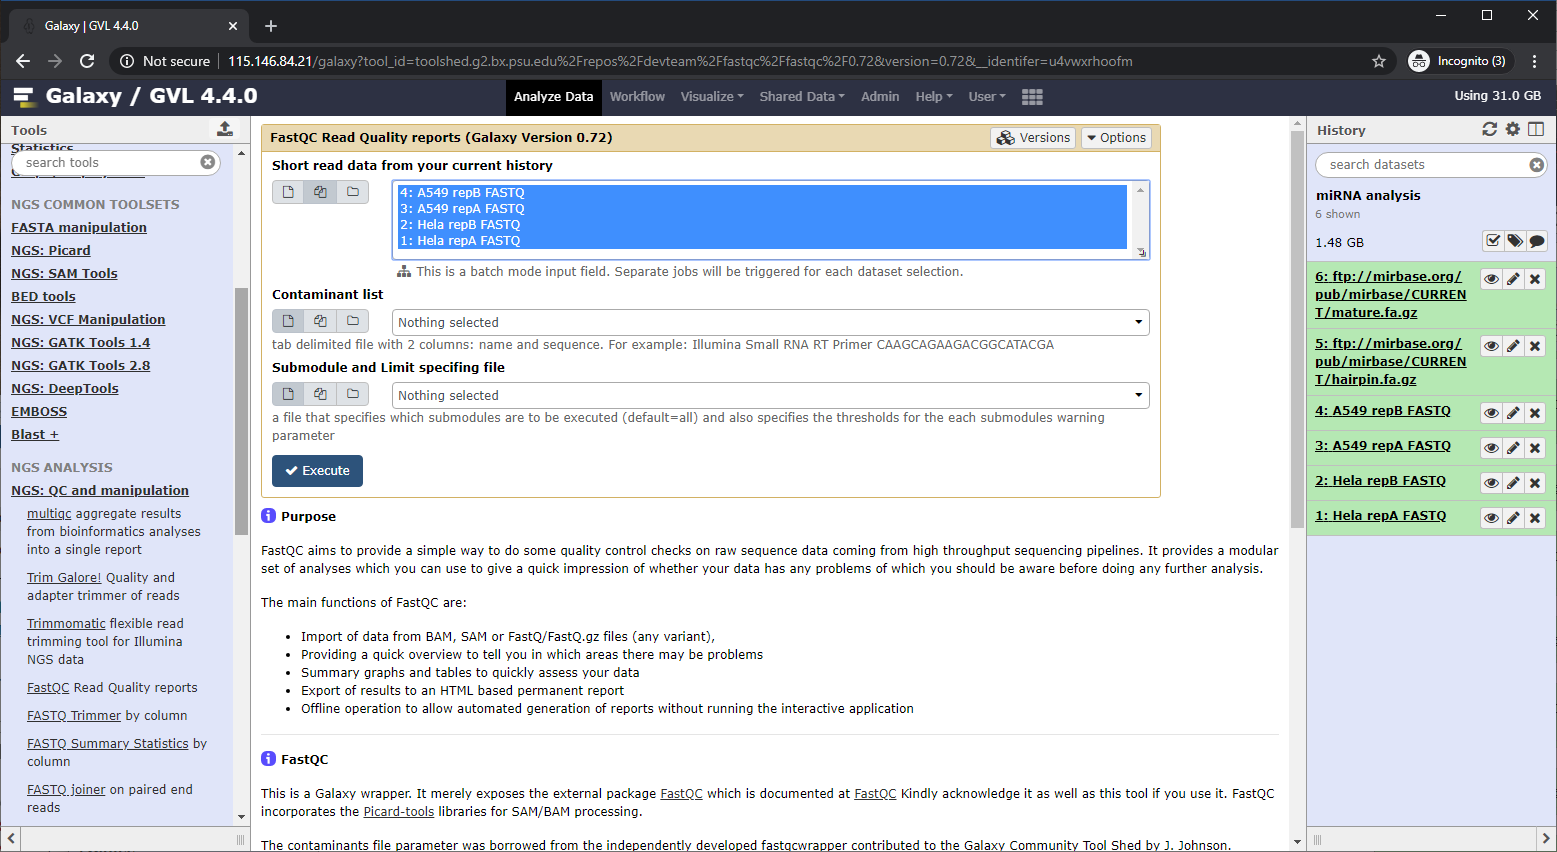 Galaxy | GVL 4.4.0
Not secure
115.146.84.21/galaxy?tool_id=toolshed.g2.bx.psu.edu%2Frepos%2Fdevteam%2Ffastqc%2Ffastqc%2F0.72&version=0.72&__identifer=u4vwxrhoofm
Incognito (3)
Galaxy / GVL 4.4.0
Analyze Data
Workflow
Visualize
Shared Data
Admin
Help
User
Using 31.0 GB
Tools
Statistics
search tools
NGS COMMON TOOLSETS
FASTA manipulation
NGS: Picard
NGS: SAM Tools
BED tools
NGS: VCF Manipulation
NGS: GATK Tools 1.4
NGS: GATK Tools 2.8
NGS: DeepTools
EMBOSS
Blast +
NGS ANALYSIS
NGS: QC and manipulation
multiqc aggregate results
from bioinformatics analyses
into a single report
Trim Galore! Quality and
adapter trimmer of reads
Trimmomatic flexible read
trimming tool for Illumina
NGS data
FastQC Read Quality reports
FASTQ Trimmer by column
FASTQ Summary Statistics by
column
FASTQ joiner on paired end
reads
FastQC Read Quality reports (Galaxy Version 0.72)
Versions
Options
Short read data from your current history
4: A549 repB FASTQ
3: A549 repA FASTQ
2: Hela repB FASTQ
1: Hela repA FASTQ
This is a batch mode input field. Separate jobs will be triggered for each dataset selection.
Contaminant list
Nothing selected
tab delimited file with 2 columns: name and sequence. For example: Illumina Small RNA RT Primer CAAGCAGAAGACGGCATACGA
Submodule and Limit specifing file
Nothing selected
a file that specifies which submodules are to be executed (default=all) and also specifies the thresholds for the each submodules warning
parameter
Execute
Purpose
FastQC aims to provide a simple way to do some quality control checks on raw sequence data coming from high throughput sequencing pipelines. It provides a modular
set of analyses which you can use to give a quick impression of whether your data has any problems of which you should be aware before doing any further analysis.
The main functions of FastQC are:
• Import of data from BAM, SAM or FastQ/FastQ.gz files (any variant),
• Providing a quick overview to tell you in which areas there may be problems
• Summary graphs and tables to quickly assess your data
• Export of results to an HTML based permanent report
• Offline operation to allow automated generation of reports without running the interactive application
FastQC
This is a Galaxy wrapper. It merely exposes the external package FastQC which is documented at FastQC Kindly acknowledge it as well as this tool if you use it. FastQC
incorporates the Picard-tools libraries for SAM/BAM processing.
The contaminants file parameter was borrowed from the independently developed fastqcwrapper contributed to the Galaxy Community Tool Shed by J. Johnson.
History
search datasets
miRNA analysis
6 shown
1.48 GB
6: ftp://mirbase.org/
pub/mirbase/CURREN
T/mature.fa.gz
5: ftp://mirbase.org/
pub/mirbase/CURREN
T/hairpin.fa.gz
4: A549 repB FASTQ
3: A549 repA FASTQ
2: Hela repB FASTQ
1: Hela repA FASTQ